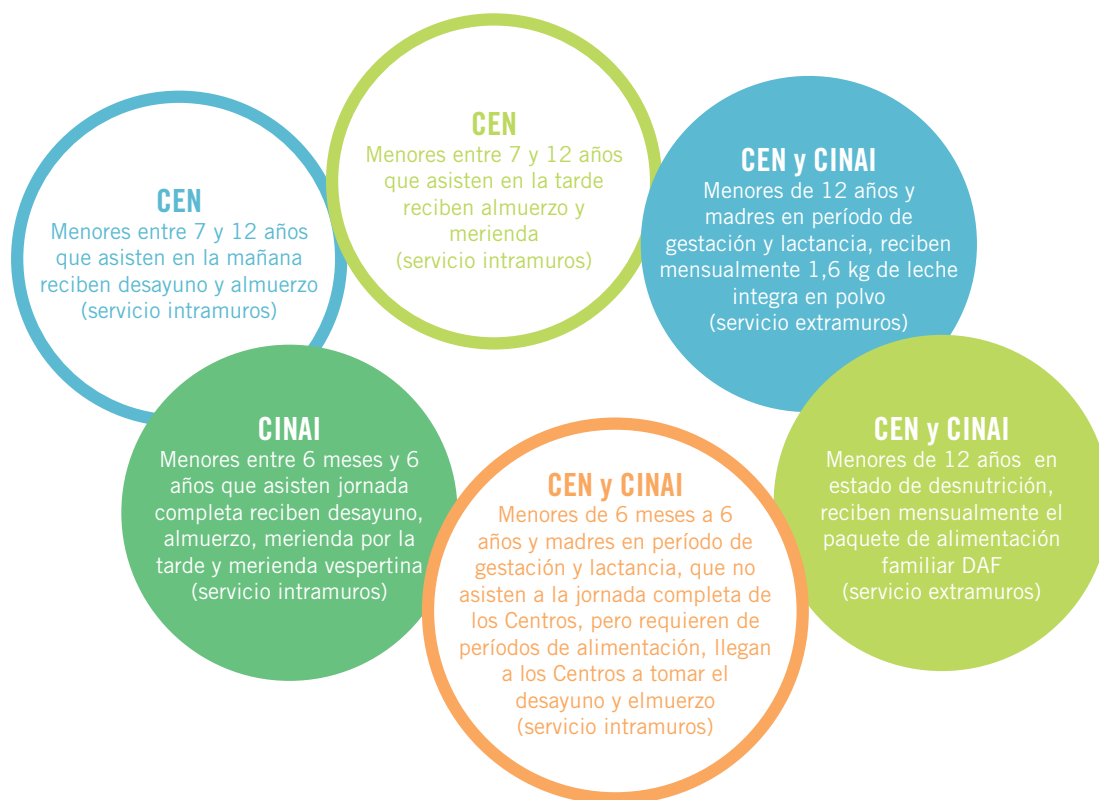 CEN
Menores entre 7 y 12 años
que asisten en la mañana
reciben desayuno y almuerzo
(servicio intramuros)
CEN
Menores entre 7 y 12 años
que asisten en la tarde
reciben almuerzo y
merienda
(servicio intramuros)
CEN y CINAI
Menores de 12 años y
madres en período de
gestación y lactancia, reciben
mensualmente 1,6 kg de leche
integra en polvo
(servicio extramuros)
CINAI
Menores entre 6 meses y 6
años que asisten jornada
completa reciben desayuno,
almuerzo, merienda por la
tarde y merienda vespertina
(servicio intramuros)
CEN y CINAI
Menores de 6 meses a 6
años y madres en período de
gestación y lactancia, que no
asisten a la jornada completa de
los Centros, pero requieren de
períodos de alimentación, llegan
a los Centros a tomar el
desayuno y elmuerzo
(servicio intramuros)
CEN y CINAI
Menores de 12 años en
estado de desnutrición,
reciben mensualmente el
paquete de alimentación
familiar DAF
(servicio extramuros)